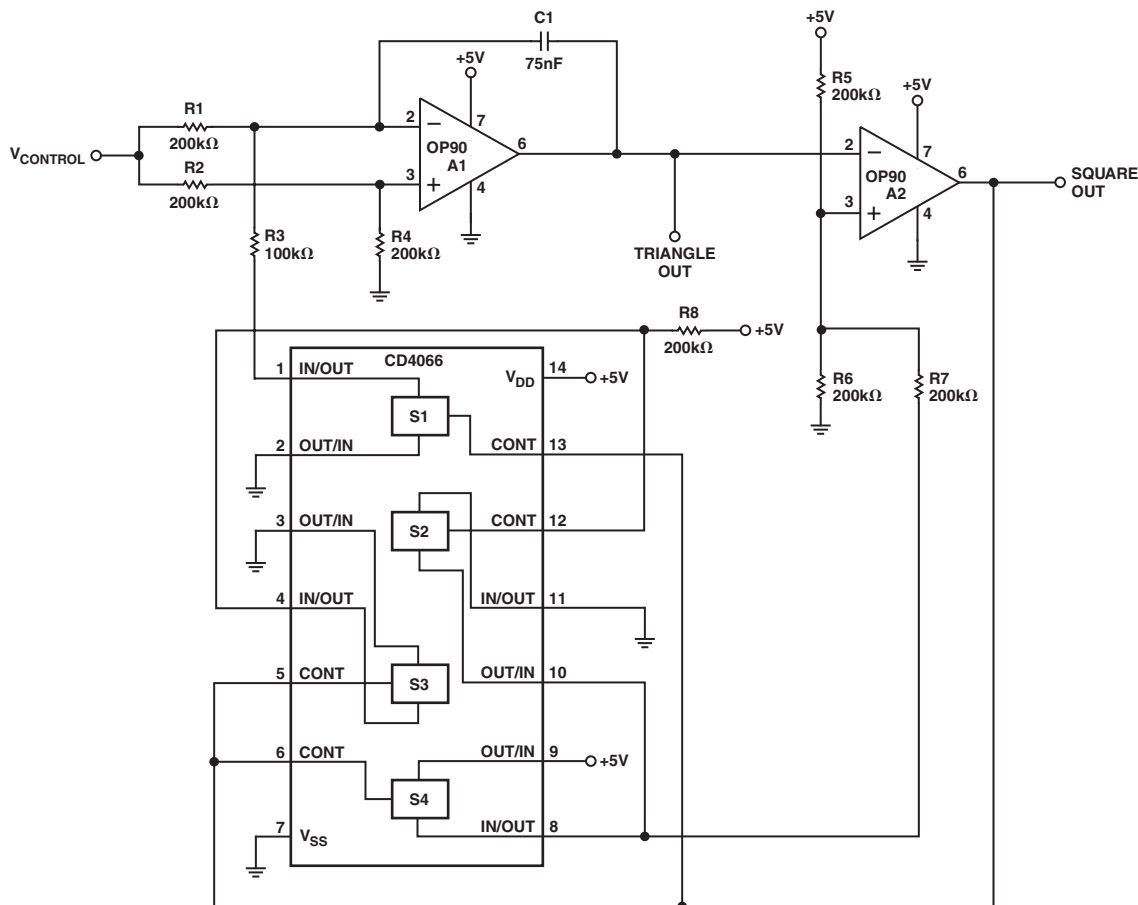 C1
75nF
+5V
+5V
R5
200kΩ
+5V
R1
200kΩ
2
7
OP90
A1
6
VCONTROL
R2
200kΩ
3
4
2
7
OP90
A2
6
SQUARE
OUT
3
4
R3
100kΩ
R4
200kΩ
TRIANGLE
OUT
R8
200kΩ
+5V
R6
200kΩ
R7
200kΩ
CD4066
1 IN/OUT
VDD 14
+5V
S1
2 OUT/IN
CONT 13
3 OUT/IN
S2
CONT 12
4 IN/OUT
IN/OUT 11
5 CONT
S3
OUT/IN 10
6 CONT
OUT/IN 9
+5V
S4
7 VSS
IN/OUT 8